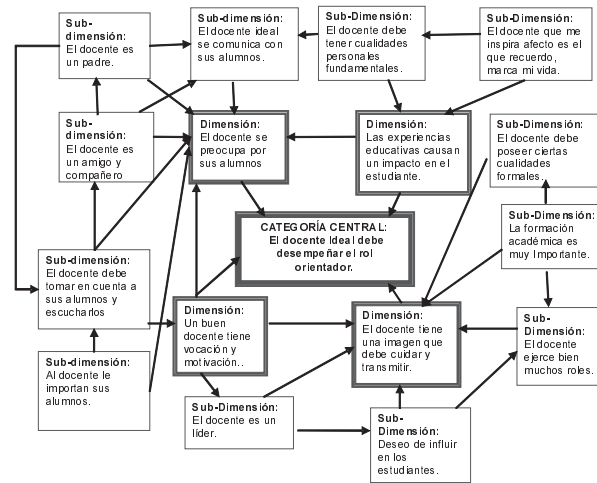 Sub-
dimensión:
El docente es
un padre.
Sub-dimensión:
El docente ideal
se comunica con
sus alumnos.
Sub-Dimensión:
El docente debe
tener cualidades
personales
fundamentales.
Sub-Dimensión:
El docente que me
inspira afecto es el
que recuerdo,
marca mi vida.
Sub-
dimensión:
El docente es
un amigo y
compañero
Dimensión:
El docente se
preocupa por
sus alumnos
Dimensión:
Las experiencias
educativas causan
un impacto en el
estudiante.
Sub-Dimensión:
El docente debe
poseer ciertas
cualidades
formales.
CATEGORÍA CENTRAL:
El docente Ideal debe
desempeñar el rol
orientador.
Sub-Dimensión:
La formación
académica es
muy Importante.
Sub-dimensión:
El docente debe
tomar en cuenta a
sus alumnos y
escucharlos
Dimensión:
Un buen
docente tiene
vocación y
motivación..
Dimensión:
El docente tiene
una imagen que
debe cuidar y
transmitir.
Sub-
Dimensión:
El docente
ejerce bien
muchos roles.
Sub-dimensión:
Al docente le
importan sus
alumnos.
Sub-Dimensión:
El docente es un
líder.
Sub-
Dimensión:
Deseo de influir
en los
estudiantes.